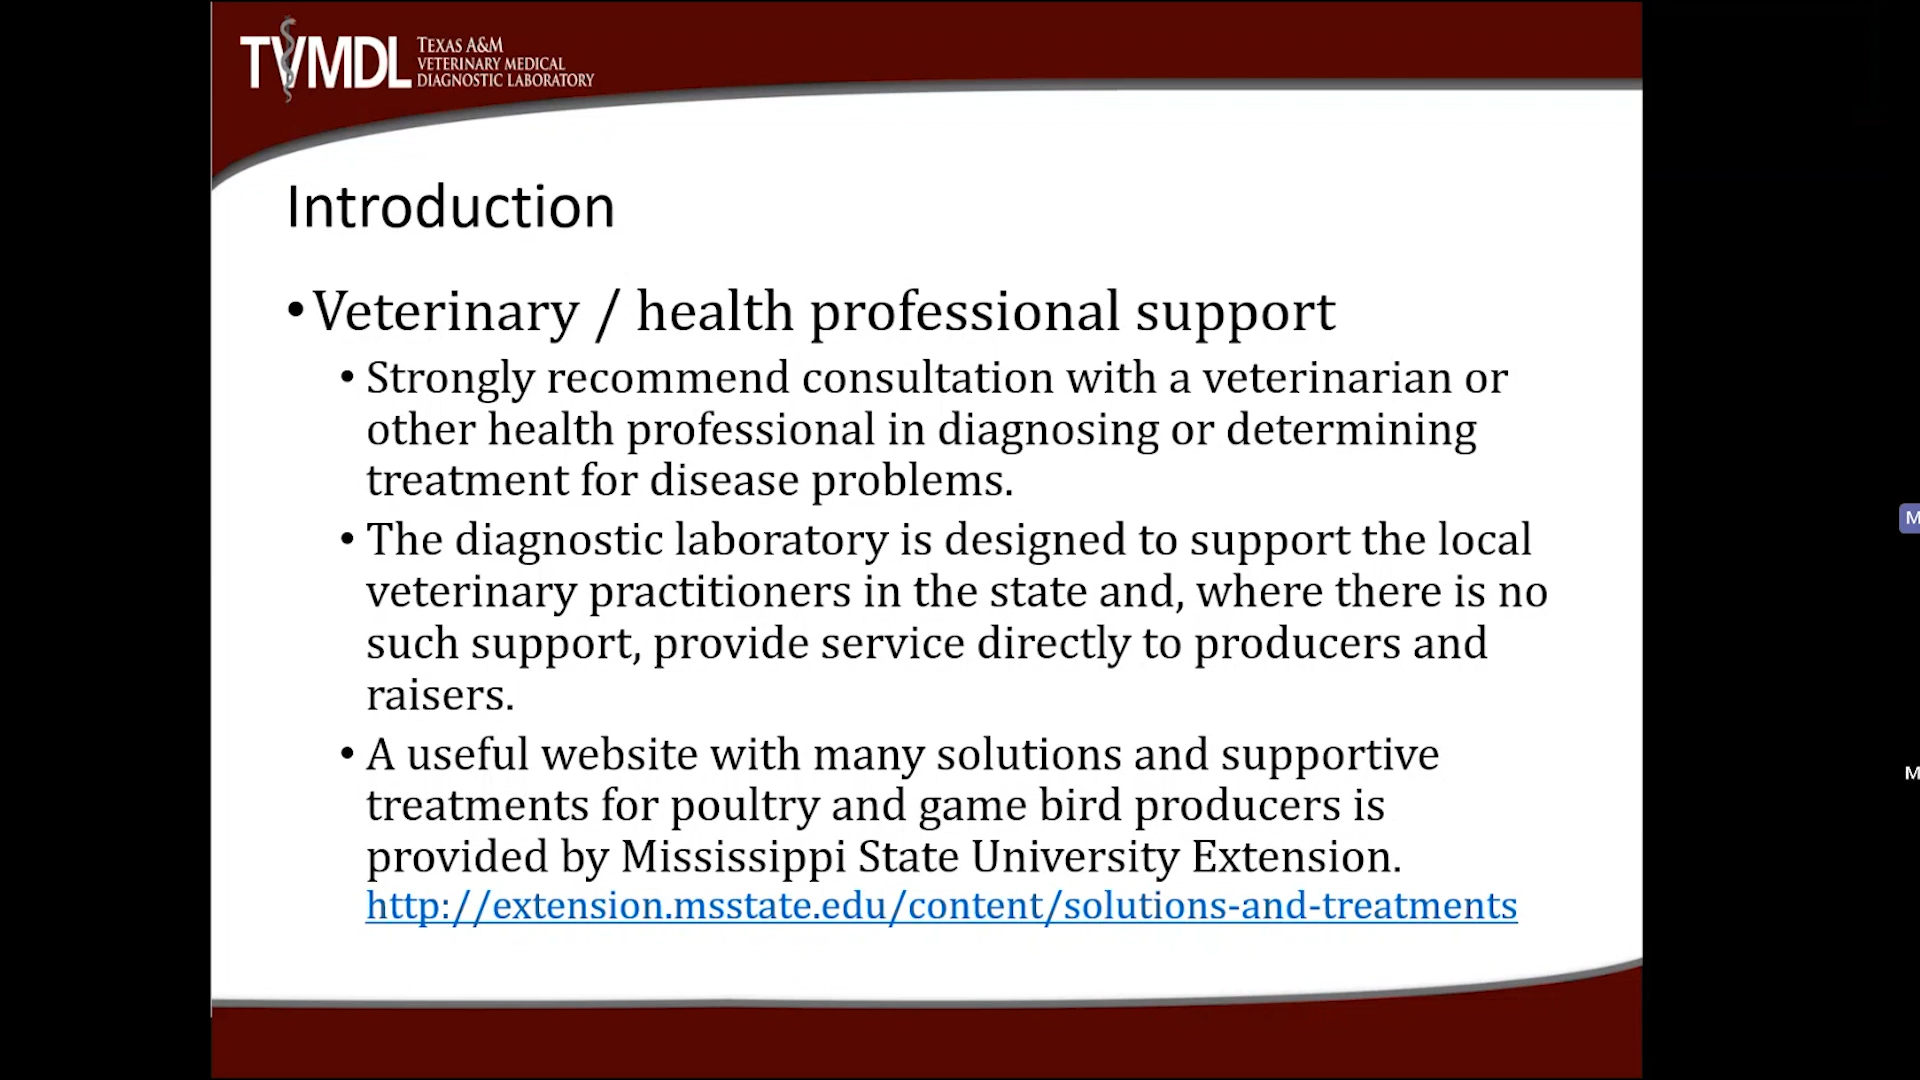 TVMDL
TEXAS A&M
VETERINARY MEDICAL
DIAGNOSTIC LABORATORY
Introduction
• Veterinary / health professional support
• Strongly recommend consultation with a veterinarian or
other health professional in diagnosing or determining
treatment for disease problems.
• The diagnostic laboratory is designed to support the local
veterinary practitioners in the state and, where there is no
such support, provide service directly to producers and
raisers.
• A useful website with many solutions and supportive
treatments for poultry and game bird producers is
provided by Mississippi State University Extension.
http://extension.msstate.edu/content/solutions-and-treatments
M
M